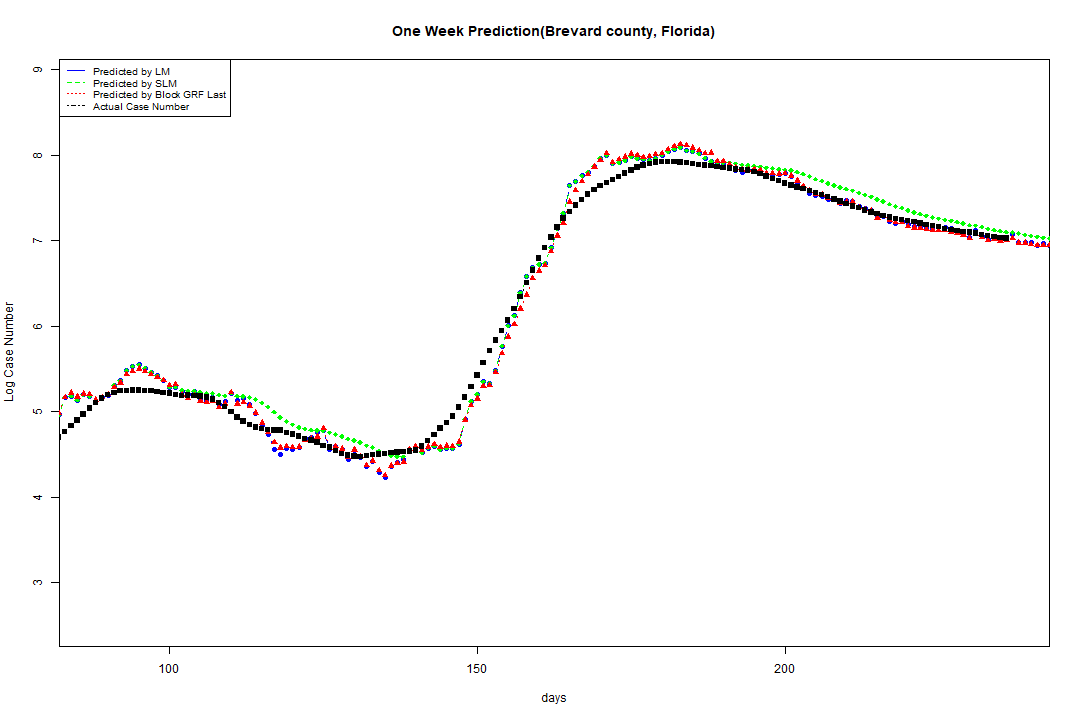 One Week Prediction(Brevard county, Florida)
Predicted by LM
Predicted by SLM
Predicted by Block GRF Last
Actual Case Number
9
8
7
6
5
4
3
Log Case Number
100 150 200
days